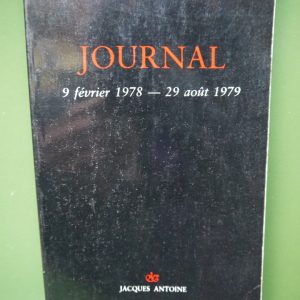 JOURNAL
9 février 1978 — 29 août 1979
JACQUES ANTOINE